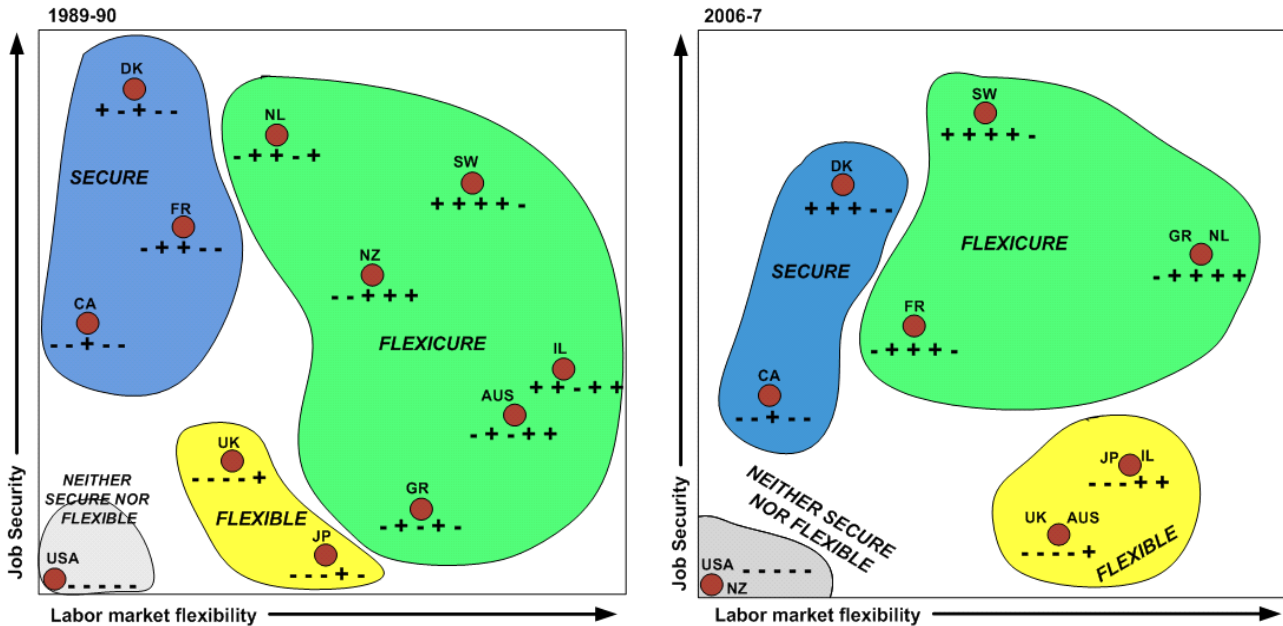 1989-90
DK
+ - + - -
SECURE
FR
- + + - -
CA
- - + - -
NL
- + + - +
SW
+ + + + -
NZ
- - + + +
FLEXICURE
IL
+ + - + +
AUS
- + - + +
GR
- + - + -
UK
- - - - +
FLEXIBLE
JP
- - - + -
NEITHER
SECURE NOR
FLEXIBLE
USA
- - - - -
Job Security
Labor market flexibility
2006-7
SW
+ + + + -
DK
+ + + - -
SECURE
FLEXICURE
GR NL
- + + + +
FR
- + + + -
CA
- - + - -
NEITHER SECURE
NOR FLEXIBLE
JP IL
- - - + +
UK AUS
- - - - +
FLEXIBLE
USA
- - - - -
NZ
Job Security
Labor market flexibility